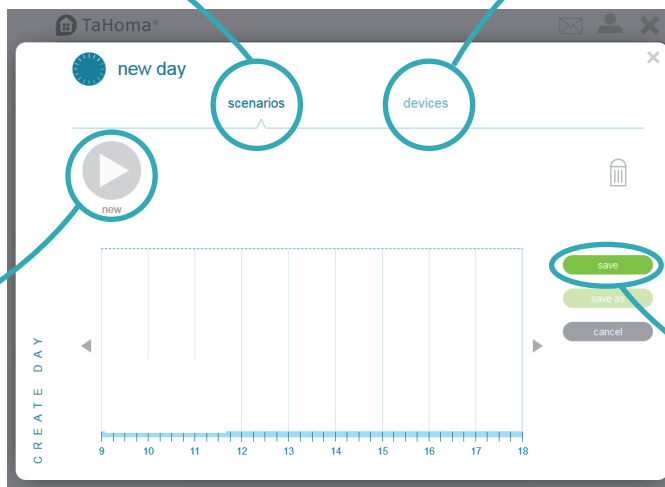 TaHoma®
new day
scenarios
devices
new
save
save as
cancel
CREATE DAY
9 10 11 12 13 14 15 16 17 18